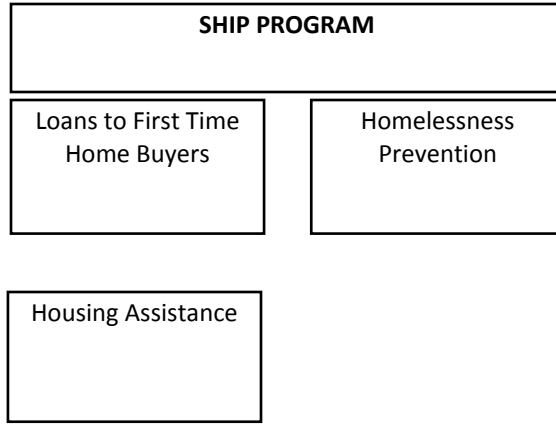 SHIP PROGRAM
Loans to First Time
Home Buyers
Homelessness
Prevention
Housing Assistance